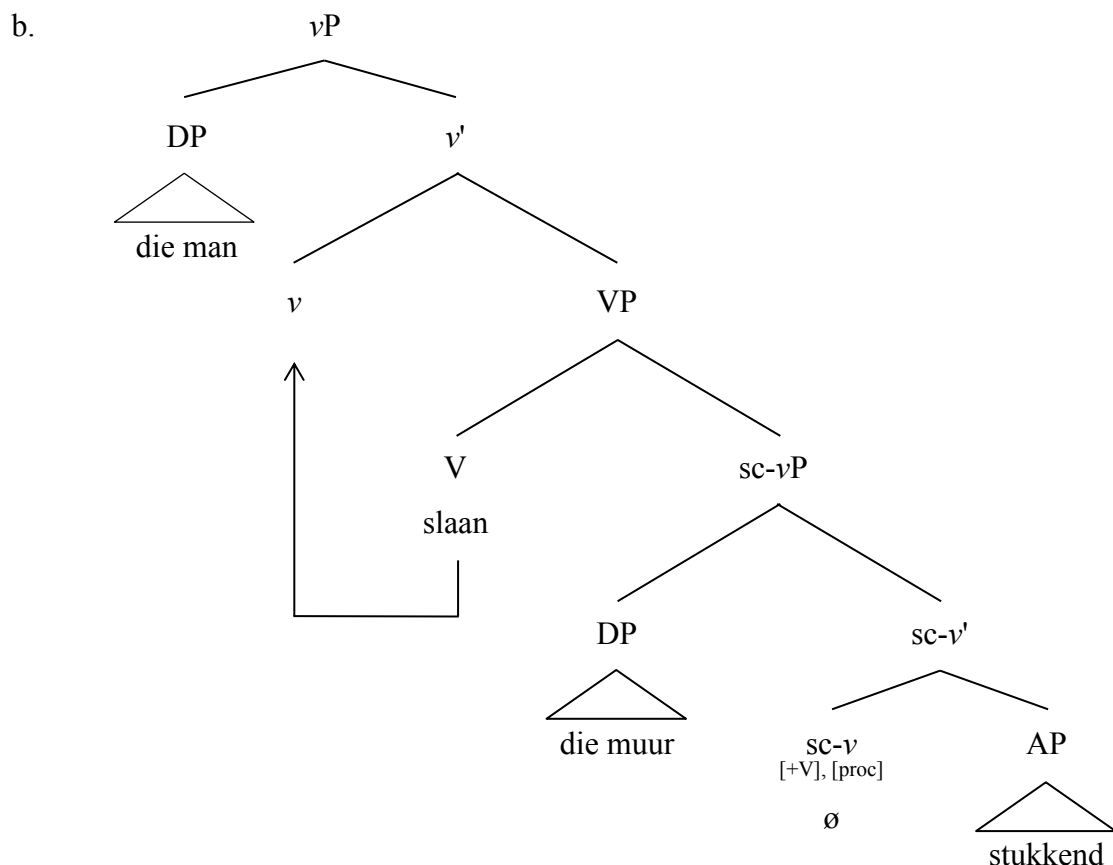 b. vP
DP v'
die man
v VP
V sc-vP
slaan
DP sc-v'
die muur sc-v AP
[+V], [proc]
ø
stukkend